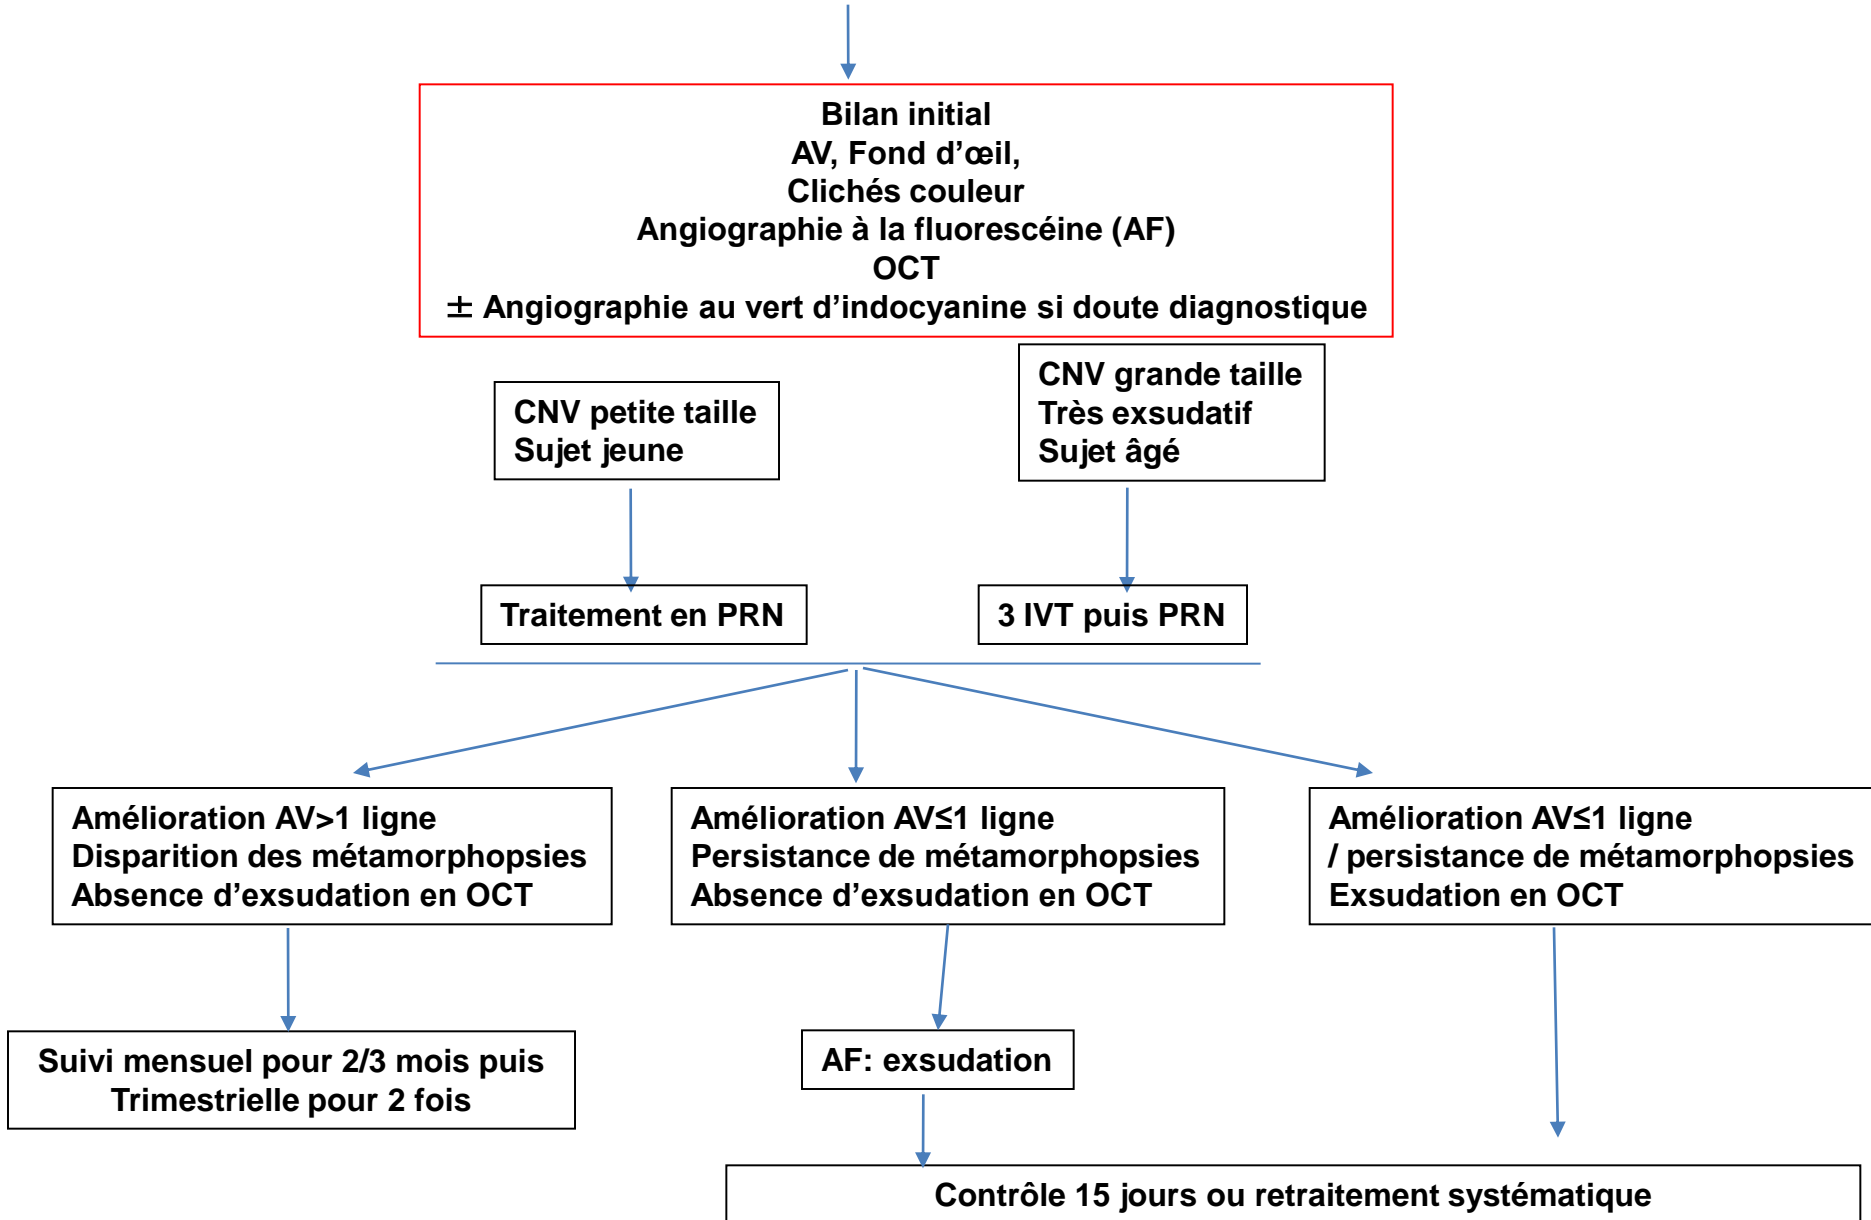 Bilan initial
AV, Fond d’œil,
Clichés couleur
Angiographie à la fluorescéine (AF)
OCT
± Angiographie au vert d’indocyanine si doute diagnostique
CNV petite taille
Sujet jeune
CNV grande taille
Très exsudatif
Sujet âgé
Traitement en PRN
3 IVT puis PRN
Amélioration AV>1 ligne
Disparition des métamorphopsies
Absence d’exsudation en OCT
Amélioration AV≤1 ligne
Persistance de métamorphopsies
Absence d’exsudation en OCT
Amélioration AV≤1 ligne
/ persistance de métamorphopsies
Exsudation en OCT
Suivi mensuel pour 2/3 mois puis
Trimestrielle pour 2 fois
AF: exsudation
Contrôle 15 jours ou retraitement systématique